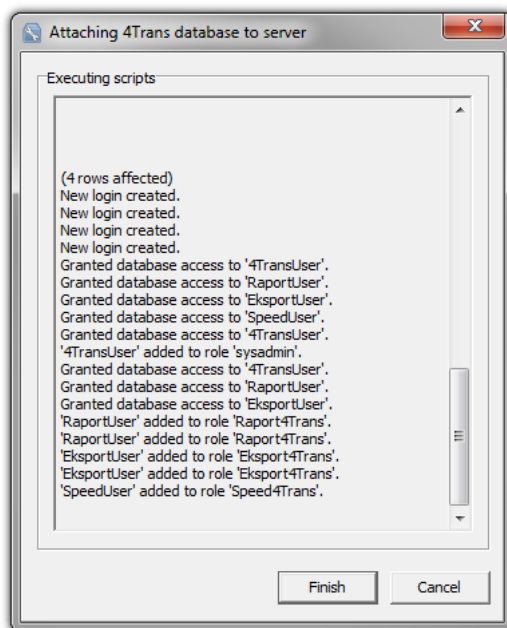 Attaching 4Trans database to server
Executing scripts
(4 rows affected)
New login created.
New login created.
New login created.
New login created.
Granted database access to '4TransUser'.
Granted database access to 'RaportUser'.
Granted database access to 'EksportUser'.
Granted database access to 'SpeedUser'.
Granted database access to '4TransUser'.
'4TransUser' added to role 'sysadmin'.
Granted database access to '4TransUser'.
Granted database access to 'RaportUser'.
Granted database access to 'EksportUser'.
'RaportUser' added to role 'Raport4Trans'.
'RaportUser' added to role 'Raport4Trans'.
'EksportUser' added to role 'Eksport4Trans'.
'EksportUser' added to role 'Eksport4Trans'.
'SpeedUser' added to role 'Speed4Trans'.
Finish
Cancel